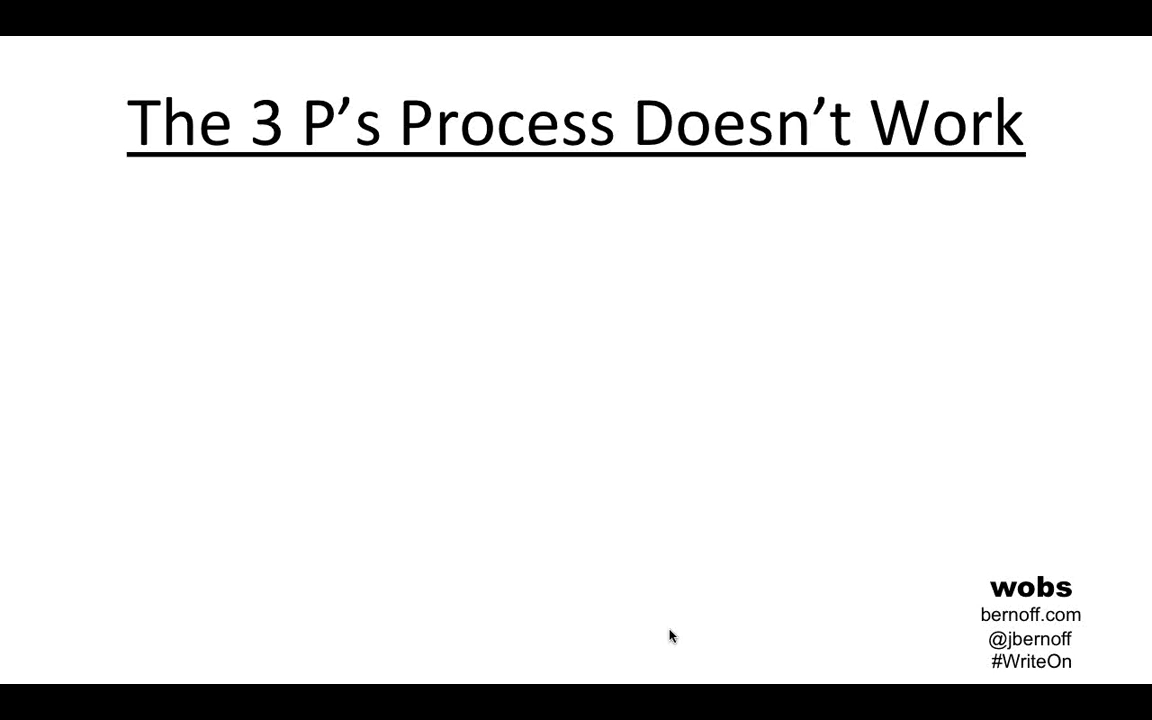 The 3 P’s Process Doesn’t Work
wobs
bernoff.com
@jbernoff
#WriteOn